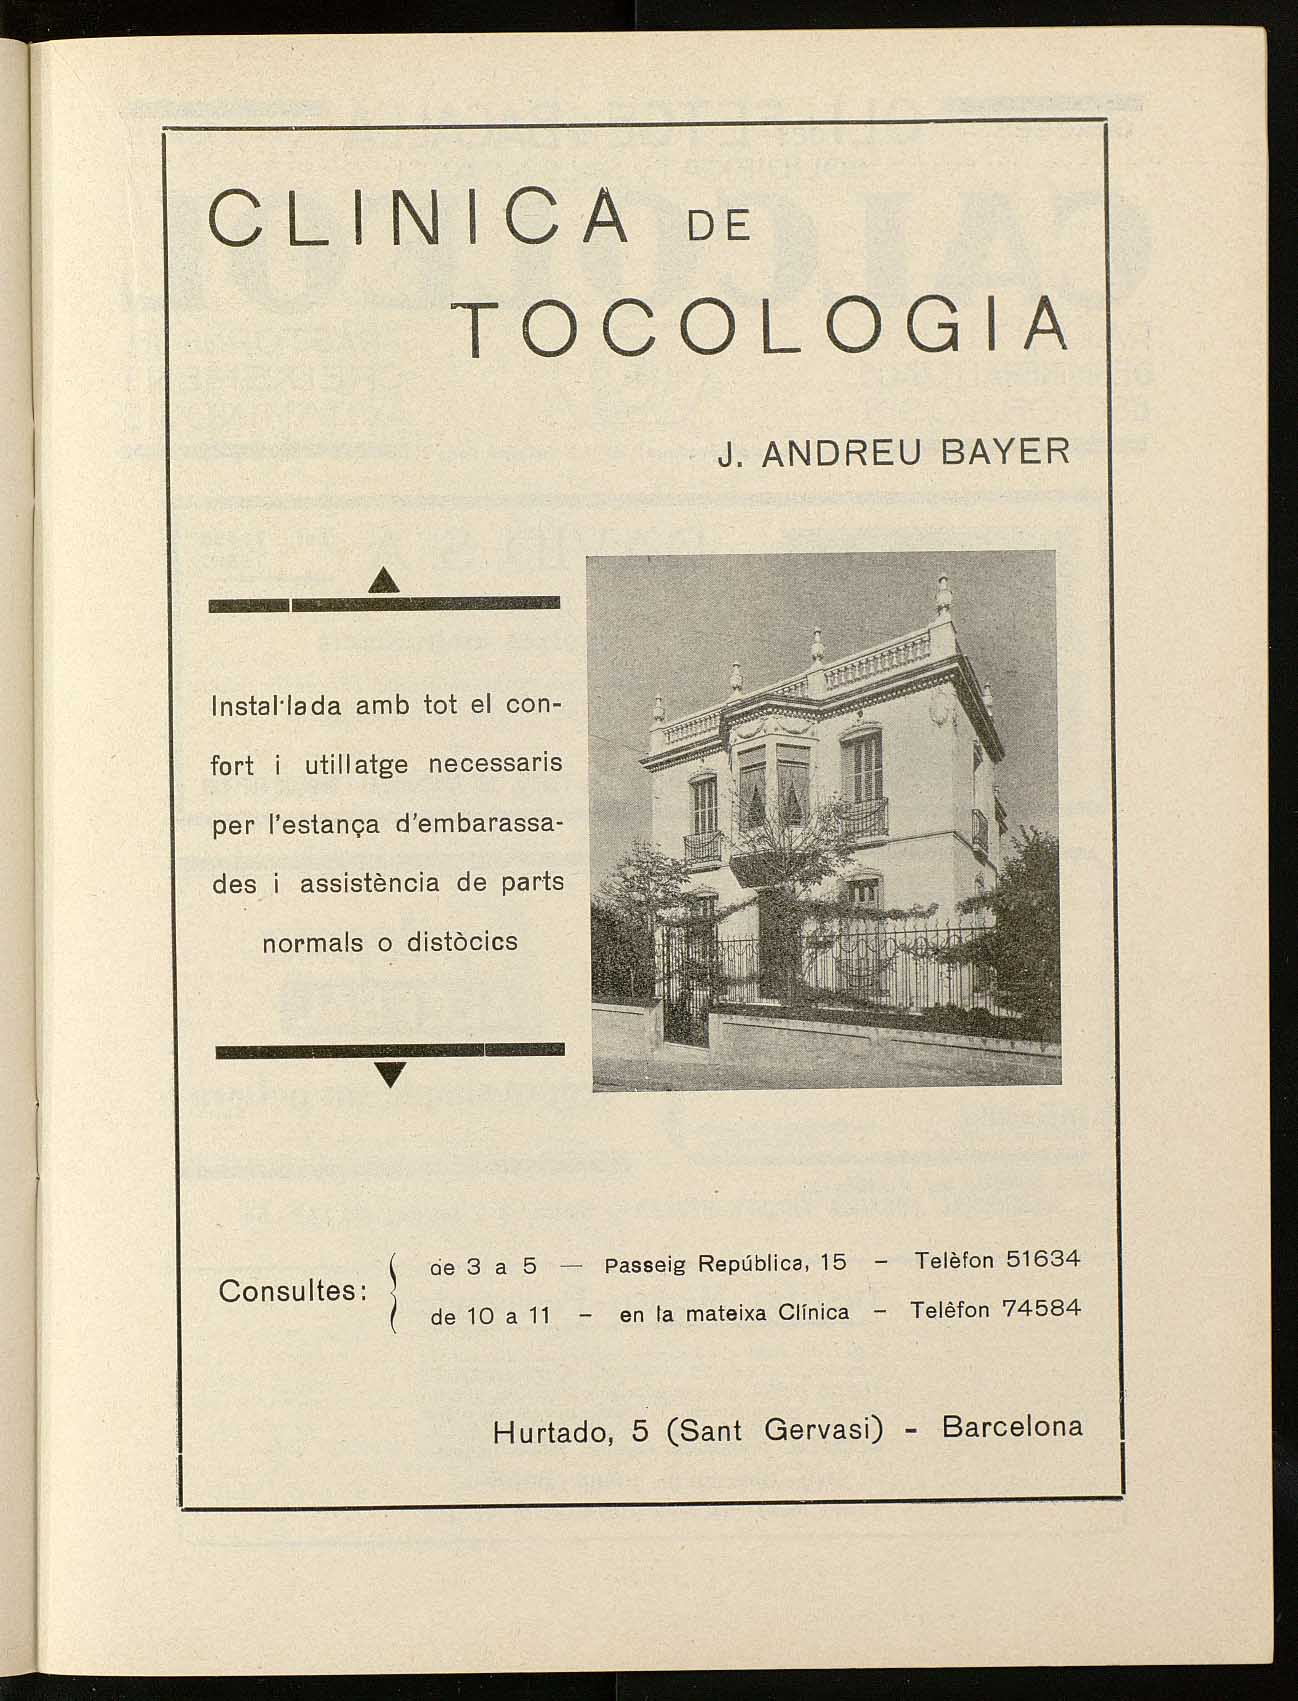 CLINICA DE
TOCOLOGIA
J. ANDREU BAYER
Instal·lada amb tot el con-
fort i utillatge necessaris
per l'estança d'embarassa-
des i assistència de parts
normals o distòcics
Consultes:
de 3 a 5 — Passeig República, 15 - Telèfon 51634
de 10 a 11 - en la mateixa Clínica - Telêfon 74584
Hurtado, 5 (Sant Gervasi) - Barcelona